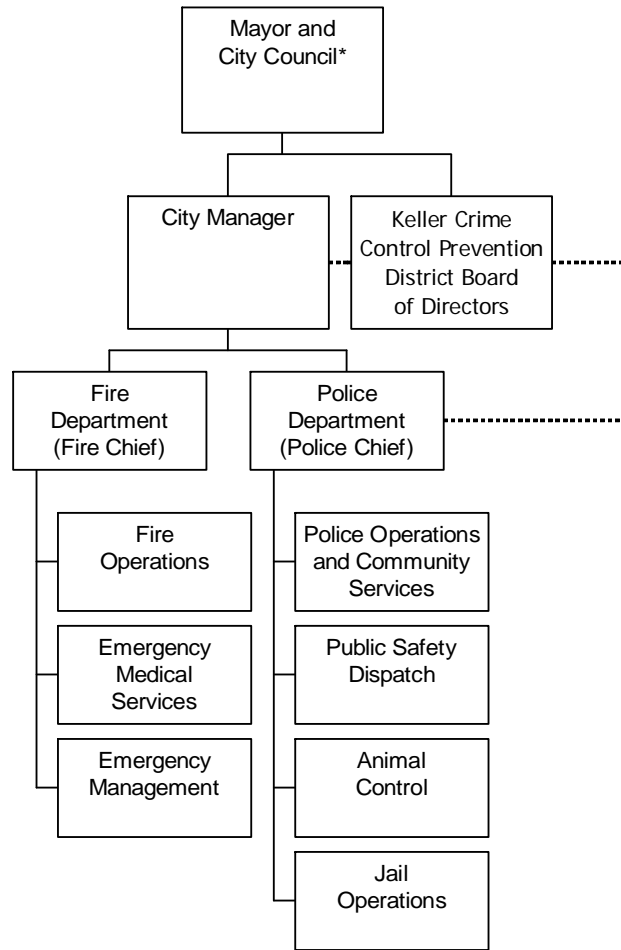 Mayor and
City Council*
City Manager
Keller Crime
Control Prevention
District Board
of Directors
Fire
Department
(Fire Chief)
Police
Department
(Police Chief)
Fire
Operations
Emergency
Medical
Services
Emergency
Management
Police Operations
and Community
Services
Public Safety
Dispatch
Animal
Control
Jail
Operations